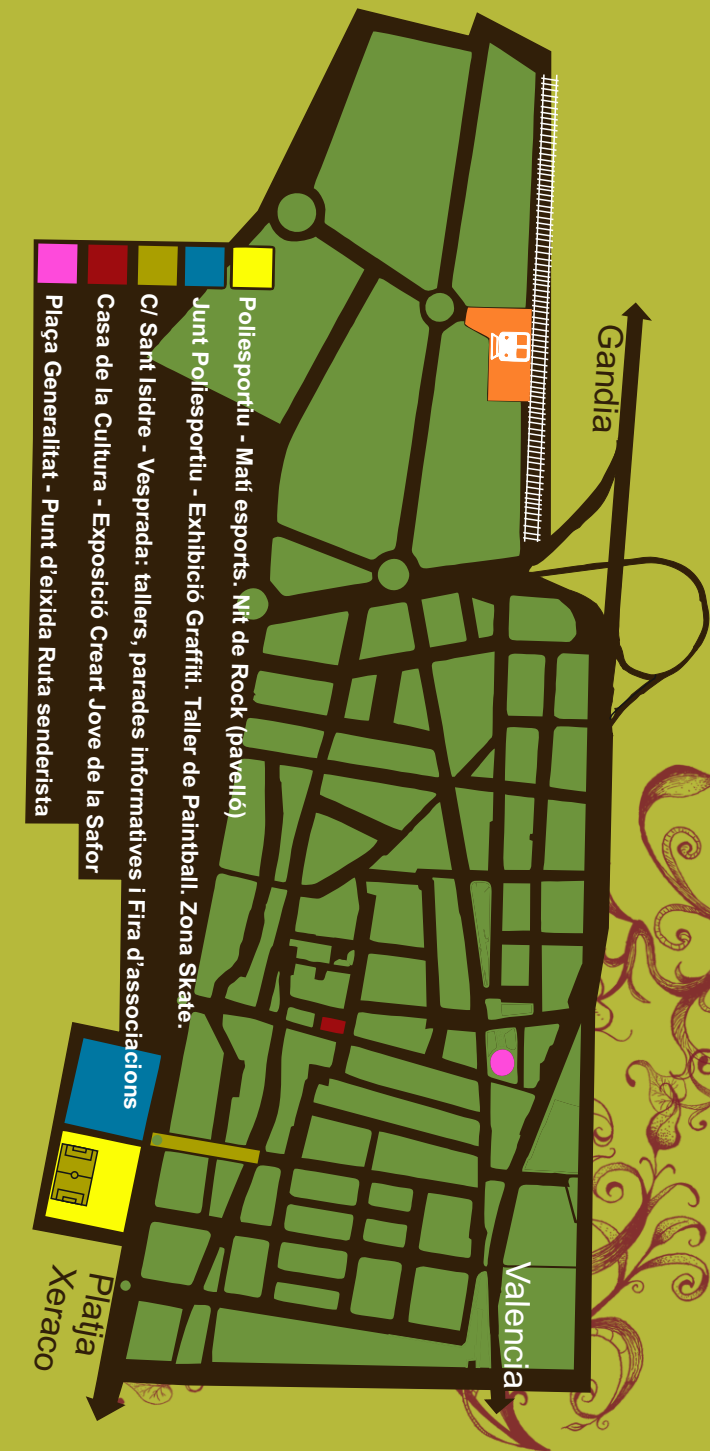 Gandia
Poliesportiu - Matí esports. Nit de Rock (pavelló)
Junt Poliesportiu - Exhibició Graffiti. Taller de Paintball. Zona Skate.
C/ Sant Isidre - Vesprada: tallers, parades informatives i Fira d'associacions
Casa de la Cultura - Exposició Creart Jove de la Safor
Plaça Generalitat - Punt d'eixida Ruta senderista
Valencia
Platja
Xeraco